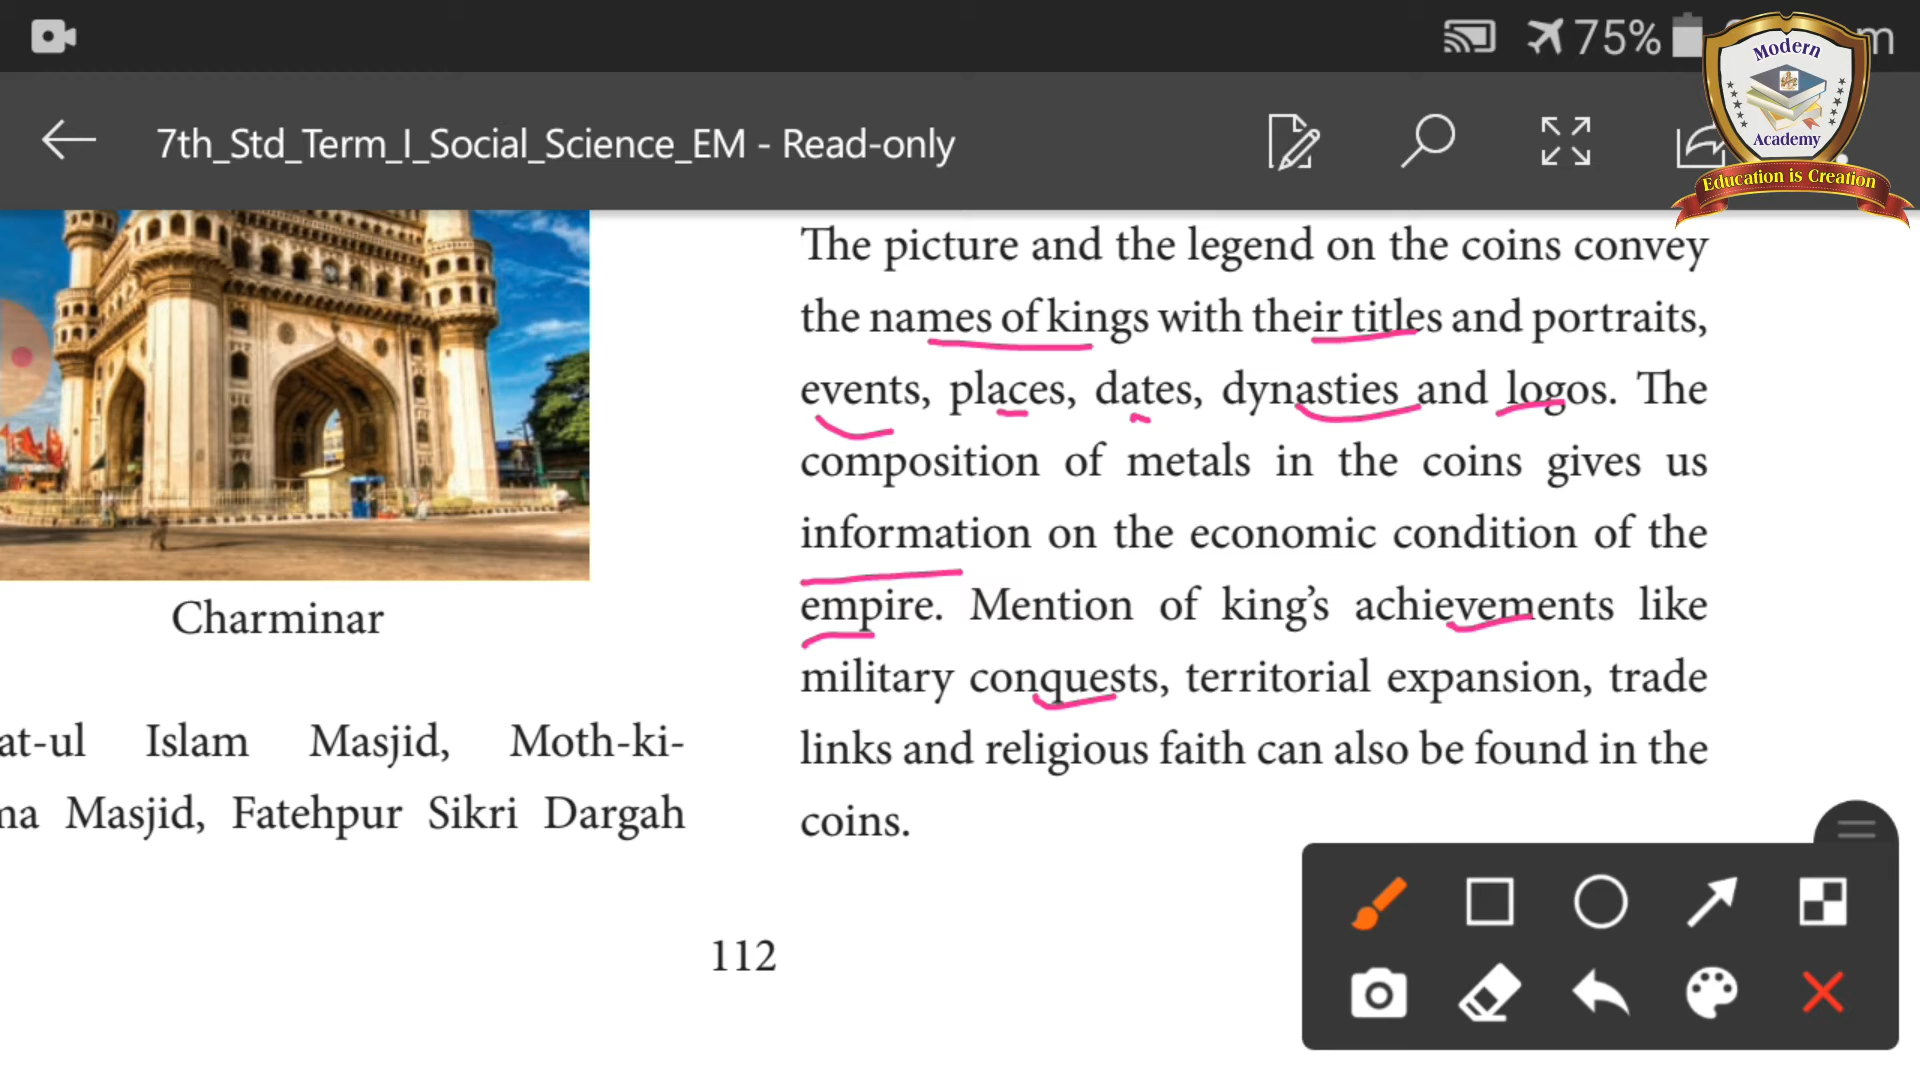 75%
m
Modern
Academy
Education is Creation
7th_Std_Term_I_Social_Science_EM - Read-only
Charminar
at-ul Islam Masjid, Moth-ki-
na Masjid, Fatehpur Sikri Dargah
The picture and the legend on the coins convey
the names of kings with their titles and portraits,
events, places, dates, dynasties and logos. The
composition of metals in the coins gives us
information on the economic condition of the
empire. Mention of king’s achievements like
military conquests, territorial expansion, trade
links and religious faith can also be found in the
coins.
112